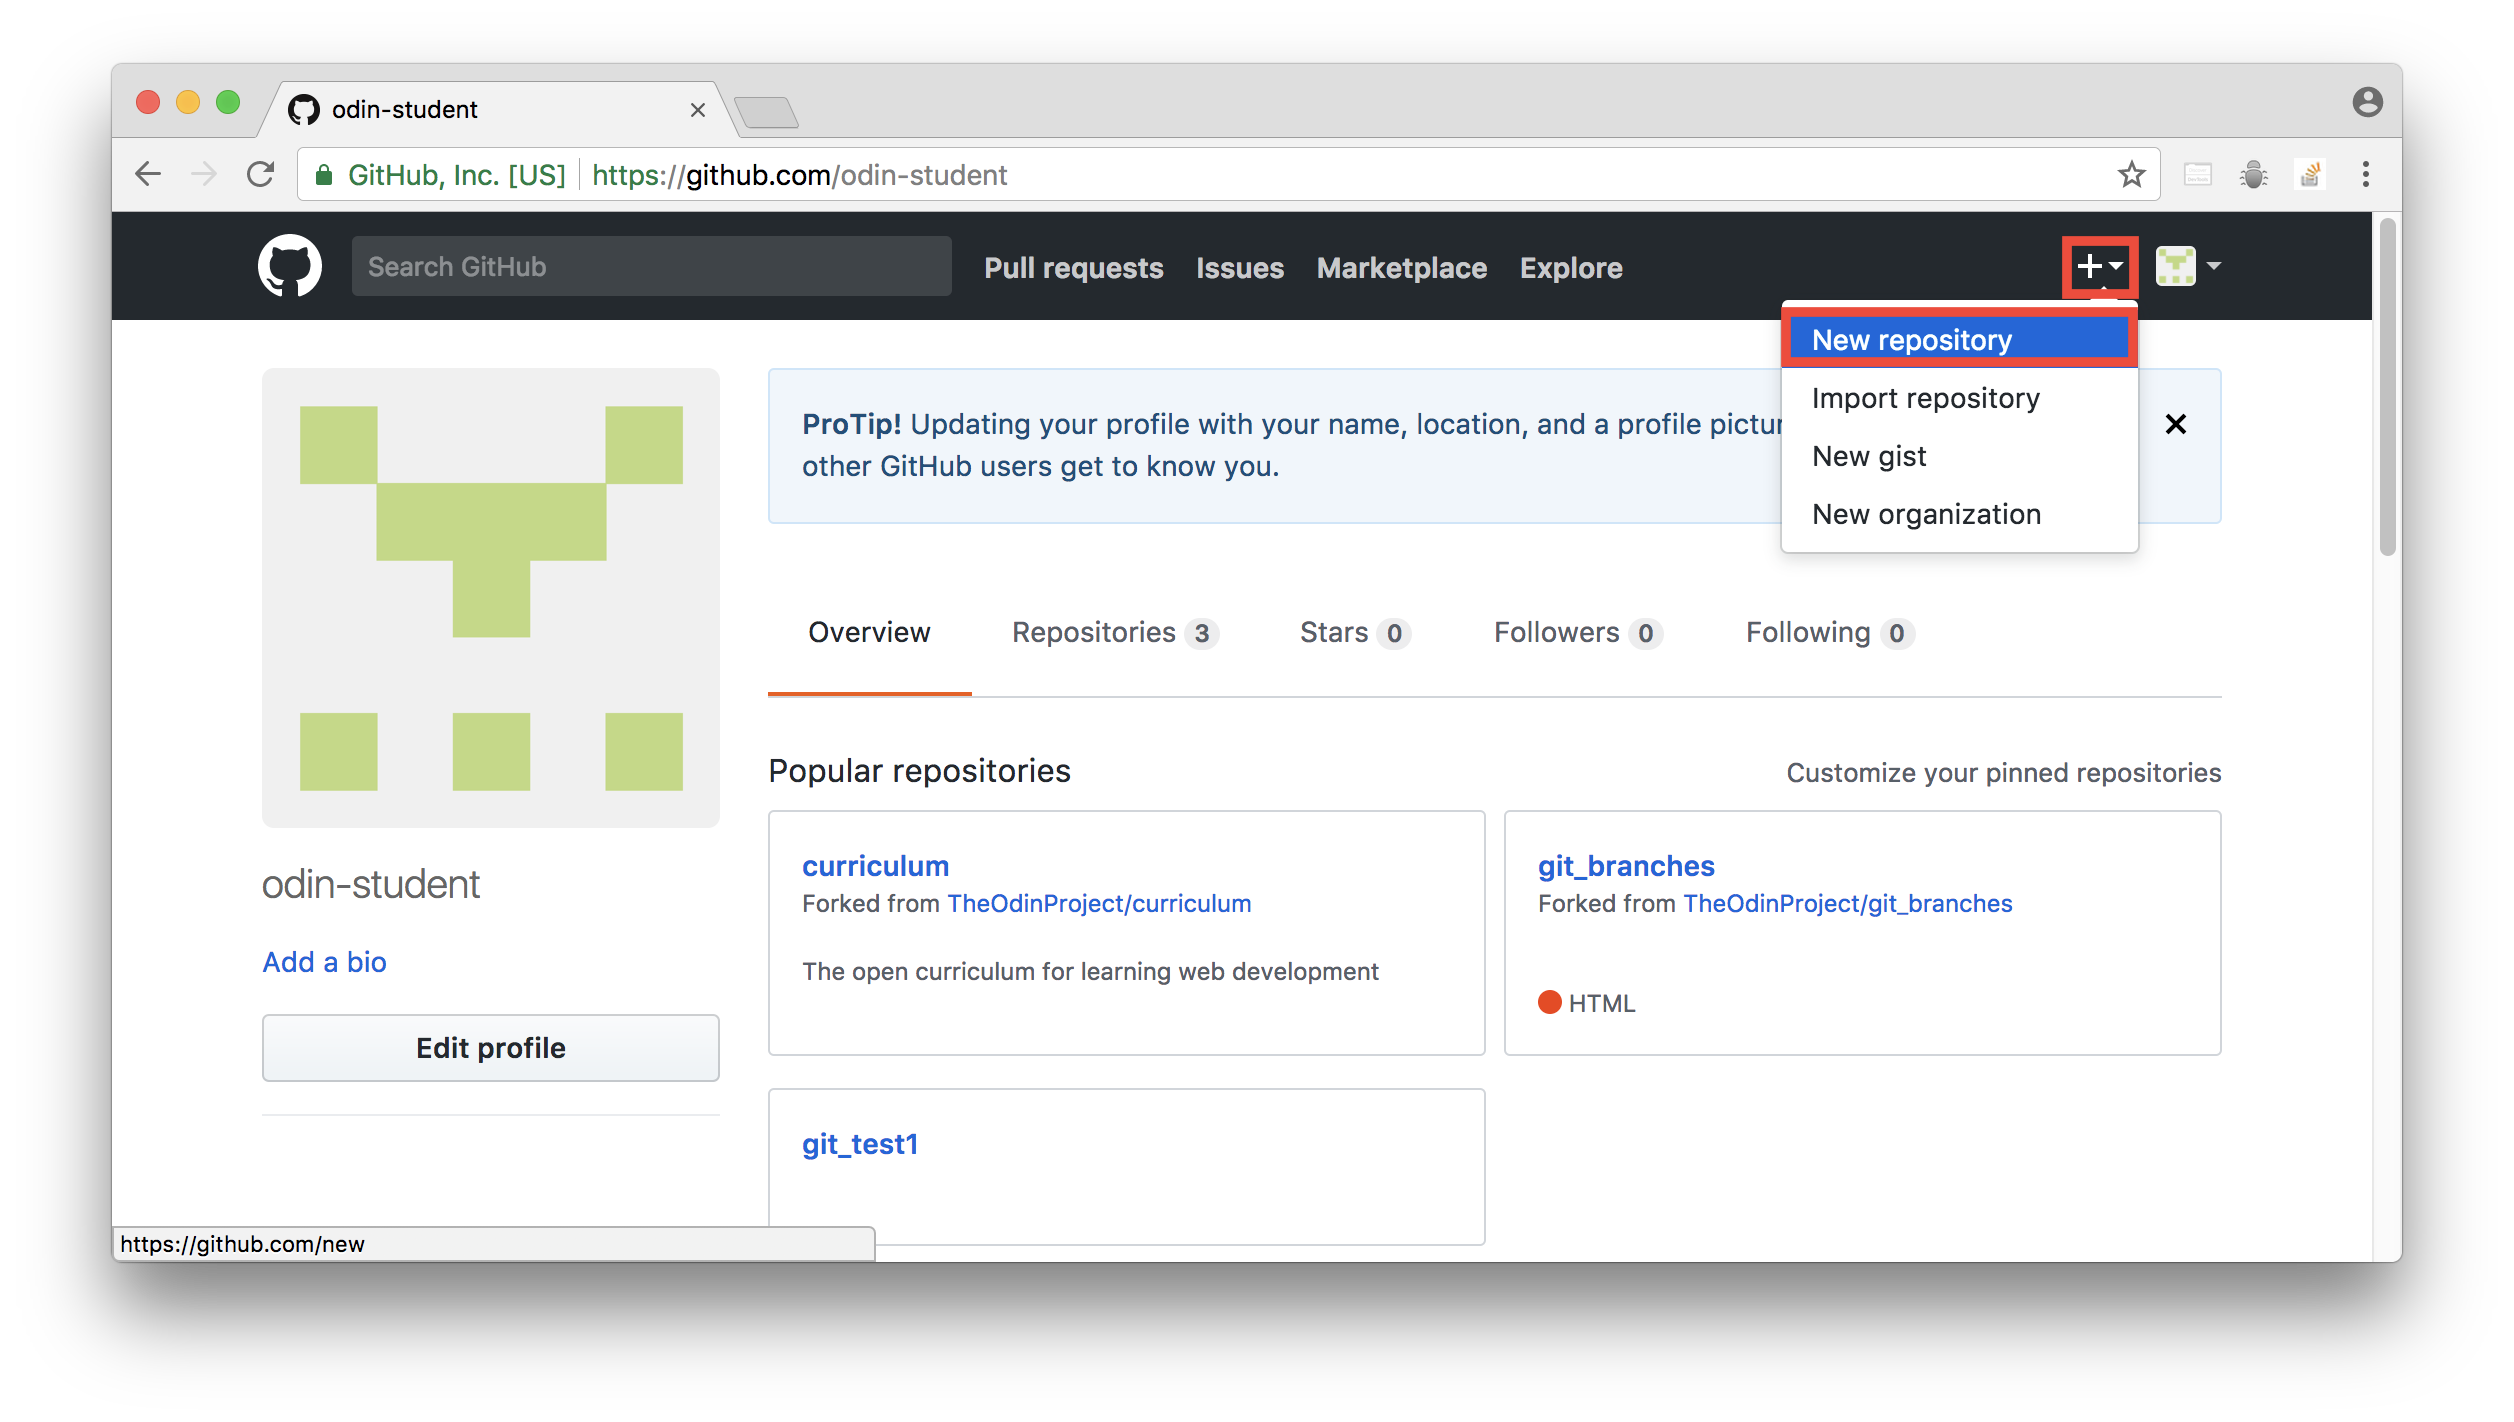 odin-student
GitHub, Inc. [US] https://github.com/odin-student
Search GitHub
Pull requests Issues Marketplace Explore
New repository
Import repository
New gist
New organization
ProTip! Updating your profile with your name, location, and a profile
other GitHub users get to know you.
Overview Repositories 3 Stars 0 Followers 0 Following 0
Popular repositories
Customize your pinned repositories
curriculum
Forked from TheOdinProject/curriculum
The open curriculum for learning web development
git_branches
Forked from TheOdinProject/git_branches
HTML
git_test1
odin-student
Add a bio
Edit profile
https://github.com/new